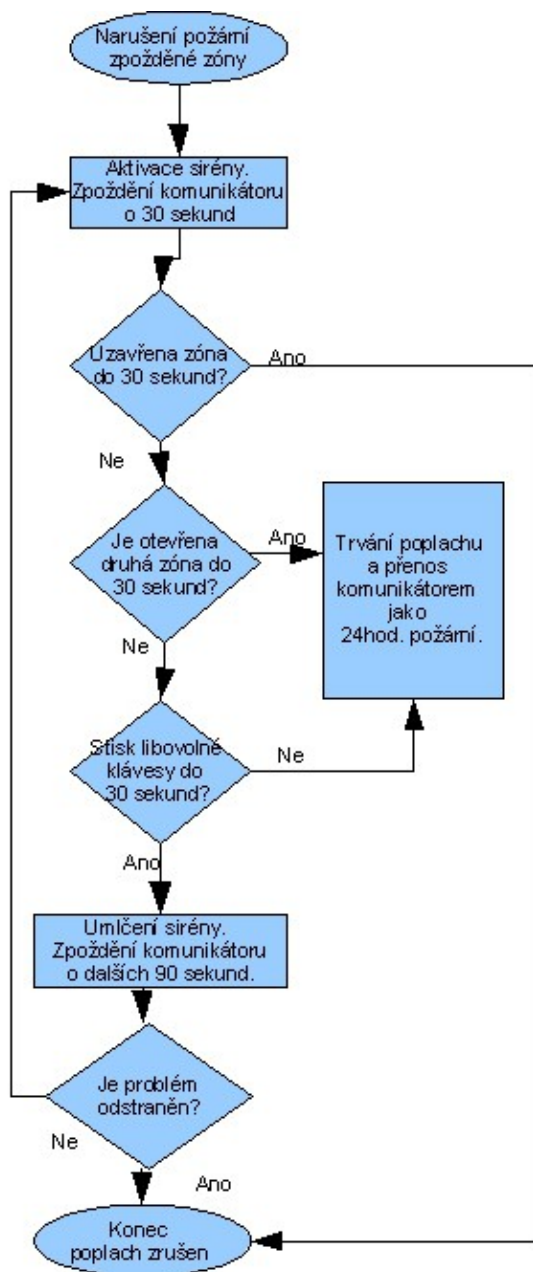 Narušení požární
zpožděné zóny
Aktivace sirény.
Zpoždění komunikátoru
o 30 sekund
Uzavřena zóna
do 30 sekund?
Ano
Ne
Je otevřena
druhá zóna do
30 sekund?
Ano
Trvání poplachu
a přenos
komunikátorem
jako
24hod. požární.
Ne
Stisk libovolné
klávesy do
30 sekund?
Ne
Ano
Umlčení sirény.
Zpoždění komunikátoru
o dalších 90 sekund.
Je problém
odstraněn?
Ne
Ano
Konec
poplach zrušen